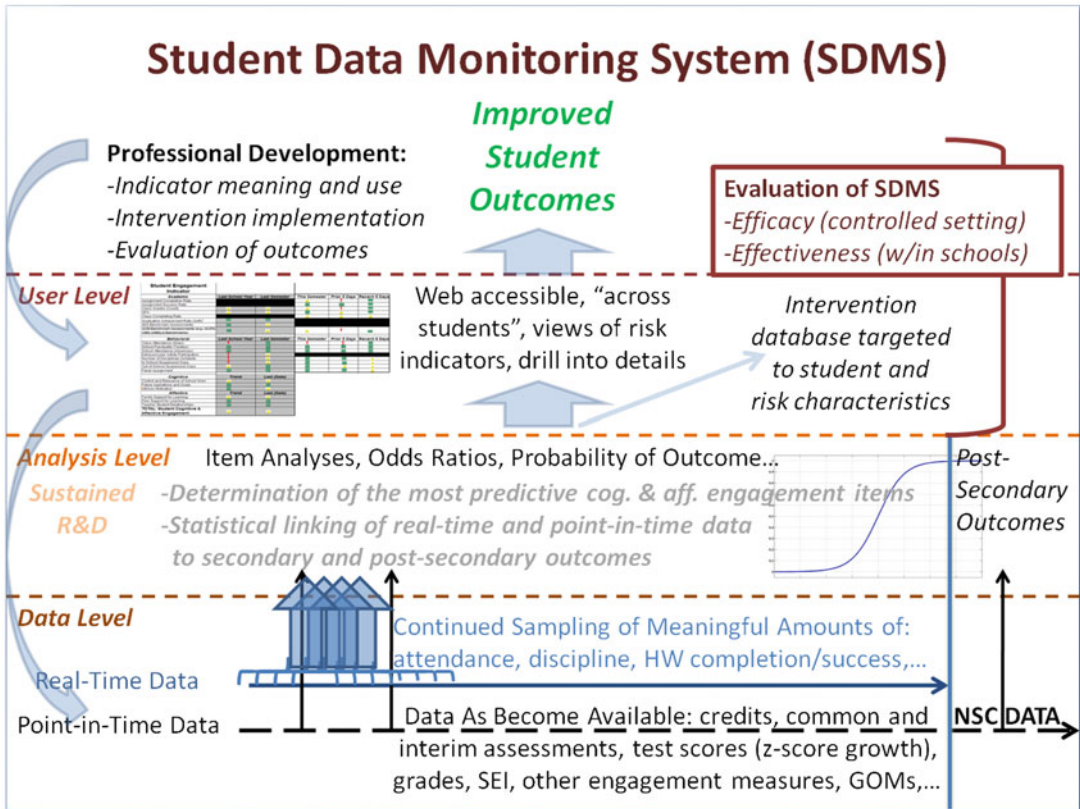 Student Data Monitoring System (SDMS)
Improved
Student
Outcomes
Professional Development:
-Indicator meaning and use
-Intervention implementation
-Evaluation of outcomes
Evaluation of SDMS
-Efficacy (controlled setting)
-Effectiveness (w/in schools)
User Level
Student Engagement
Indicator
Web accessible, “across
students”, views of risk
indicators, drill into details
Intervention
database targeted
to student and
risk characteristics
Analysis Level
Item Analyses, Odds Ratios, Probability of Outcome…
Sustained
R&D
-Determination of the most predictive cog. & aff. engagement items
-Statistical linking of real-time and point-in-time data
to secondary and post-secondary outcomes
Post-
Secondary
Outcomes
Data Level
Continued Sampling of Meaningful Amounts of:
attendance, discipline, HW completion/success,…
Real-Time Data
Point-in-Time Data
Data As Become Available: credits, common and
interim assessments, test scores (z-score growth),
grades, SEI, other engagement measures, GOMs,…
NSC DATA